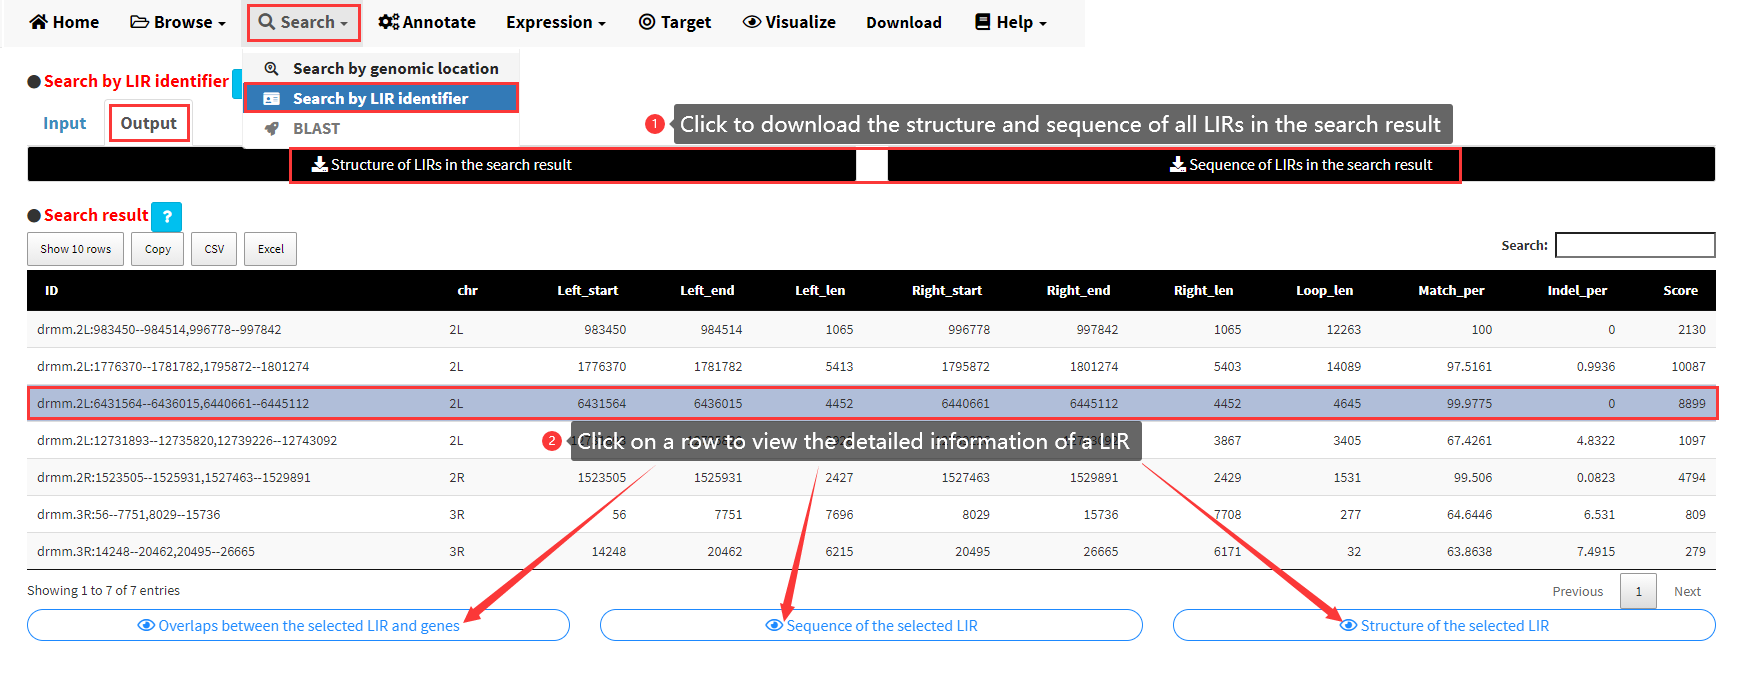 Home Browse Search Annotate Expression Target Visualize Download Help
Search by genomic location
Search by LIR identifier
Search by LIR identifier
BLAST
Input Output
1 Click to download the structure and sequence of all LIRs in the search result
Structure of LIRs in the search result Sequence of LIRs in the search result
Search result ?
Show 10 rows Copy CSV Excel Search:
ID chr Left_start Left_end Left_len Right_start Right_end Right_len Loop_len Match_per Indel_per Score
drmm.2L:983450--984514,996778--997842 2L 983450 984514 1065 996778 997842 1065 12263 100 0 2130
drmm.2L:1776370--1781782,1795872--1801274 2L 1776370 1781782 5413 1795872 1801274 5403 14089 97.5161 0.9936 10087
drmm.2L:6431564--6436015,6440661--6445112 2L 6431564 6436015 4452 6440661 6445112 4452 4645 99.9775 0 8899
drmm.2L:12731893--12735820,12739226--12743092 2L 3867 3405 67.4261 4.8322 1097
2 Click on a row to view the detailed information of a LIR
drmm.2R:1523505--1525931,1527463--1529891 2R 1523505 1525931 2427 1527463 1529891 2429 1531 99.506 0.0823 4794
drmm.3R:56--7751,8029--15736 3R 56 7751 7696 8029 15736 7708 277 64.6446 6.531 809
drmm.3R:14248--20462,20495--26665 3R 14248 20462 6215 20495 26665 6171 32 63.8638 7.4915 279
Showing 1 to 7 of 7 entries Previous 1 Next
Overlaps between the selected LIR and genes Sequence of the selected LIR Structure of the selected LIR